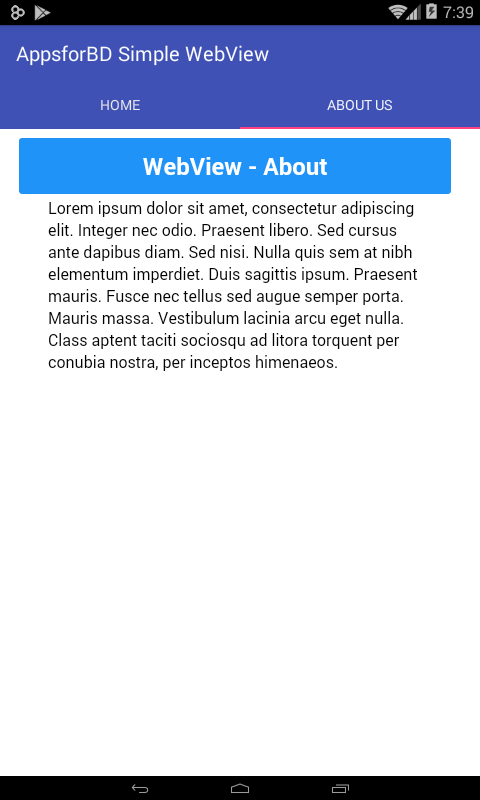 7:39
AppsforBD Simple WebView
HOME
ABOUT US
WebView - About
Lorem ipsum dolor sit amet, consectetur adipiscing
elit. Integer nec odio. Praesent libero. Sed cursus
ante dapibus diam. Sed nisi. Nulla quis sem at nibh
elementum imperdiet. Duis sagittis ipsum. Praesent
mauris. Fusce nec tellus sed augue semper porta.
Mauris massa. Vestibulum lacinia arcu eget nulla.
Class aptent taciti sociosqu ad litora torquent per
conubia nostra, per inceptos himenaeos.